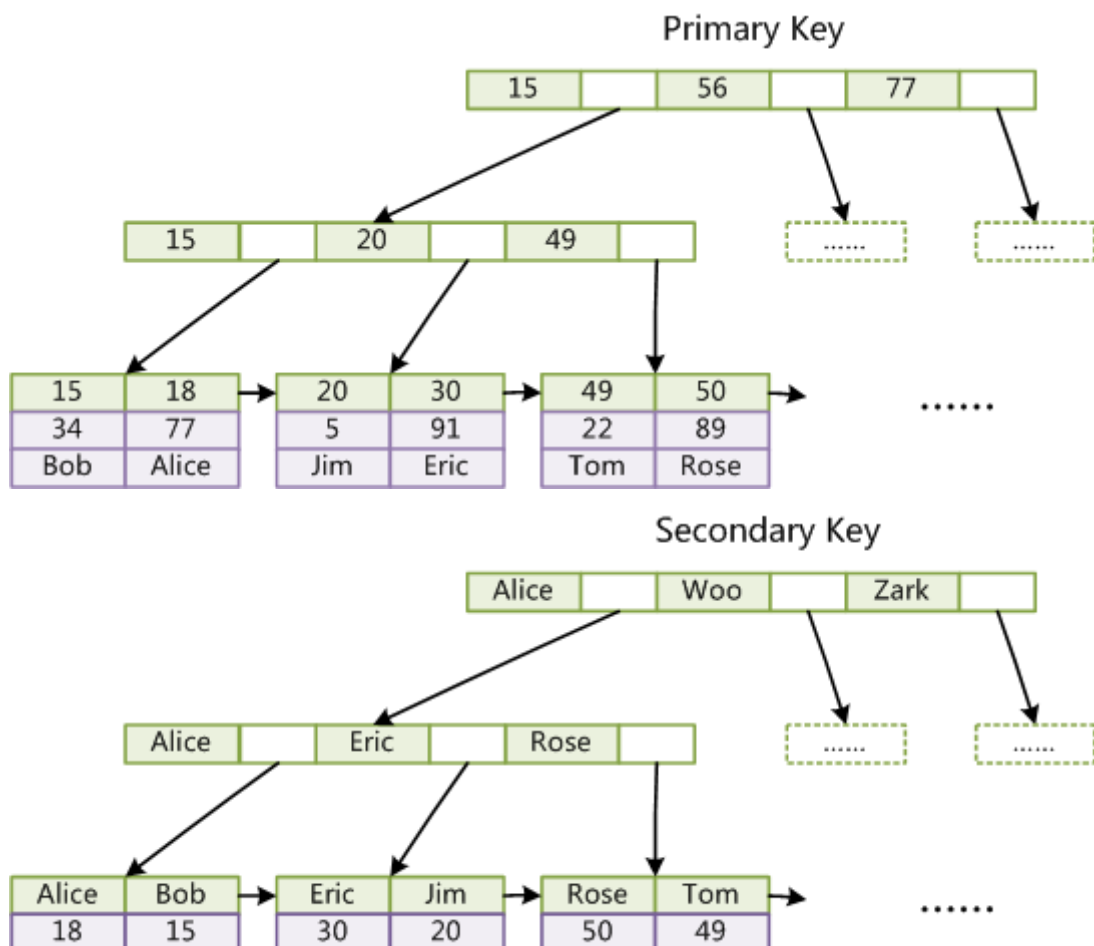 Primary Key
15 56 77
15 20 49 ...... ......
15 18 20 30 49 50
34 77 5 91 22 89 ......
Bob Alice Jim Eric Tom Rose
Secondary Key
Alice Woo Zark
Alice Eric Rose ...... ......
Alice Bob Eric Jim Rose Tom
18 15 30 20 50 49 ......